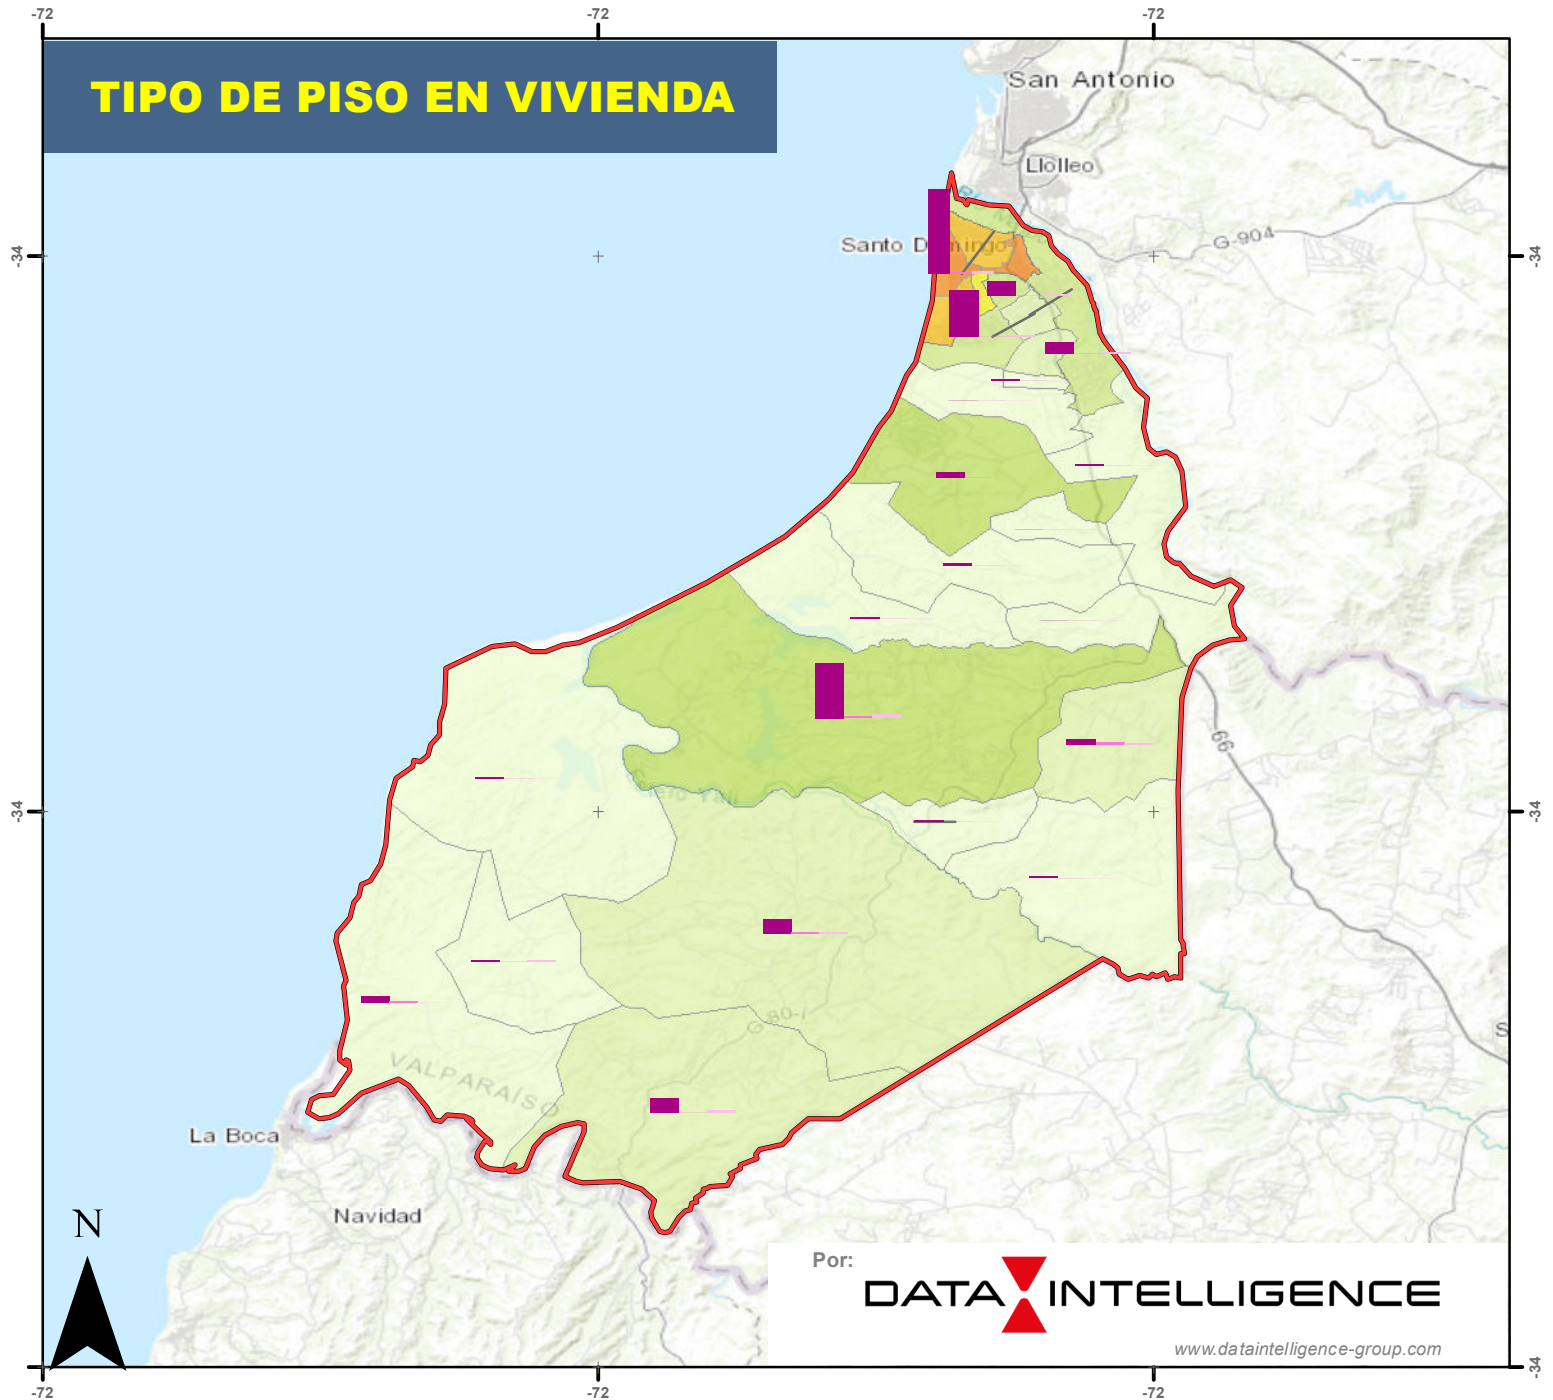 -72 -72 -72
TIPO DE PISO EN VIVIENDA
San Antonio
Llolleo
Santo Domingo
G-904
-34 -34
66
-34 -34
G-80-I
VALPARAÍSO
La Boca
Navidad
N
S
Por:
DATA INTELLIGENCE
www.dataintelligence-group.com
-34
-72 -72 -72